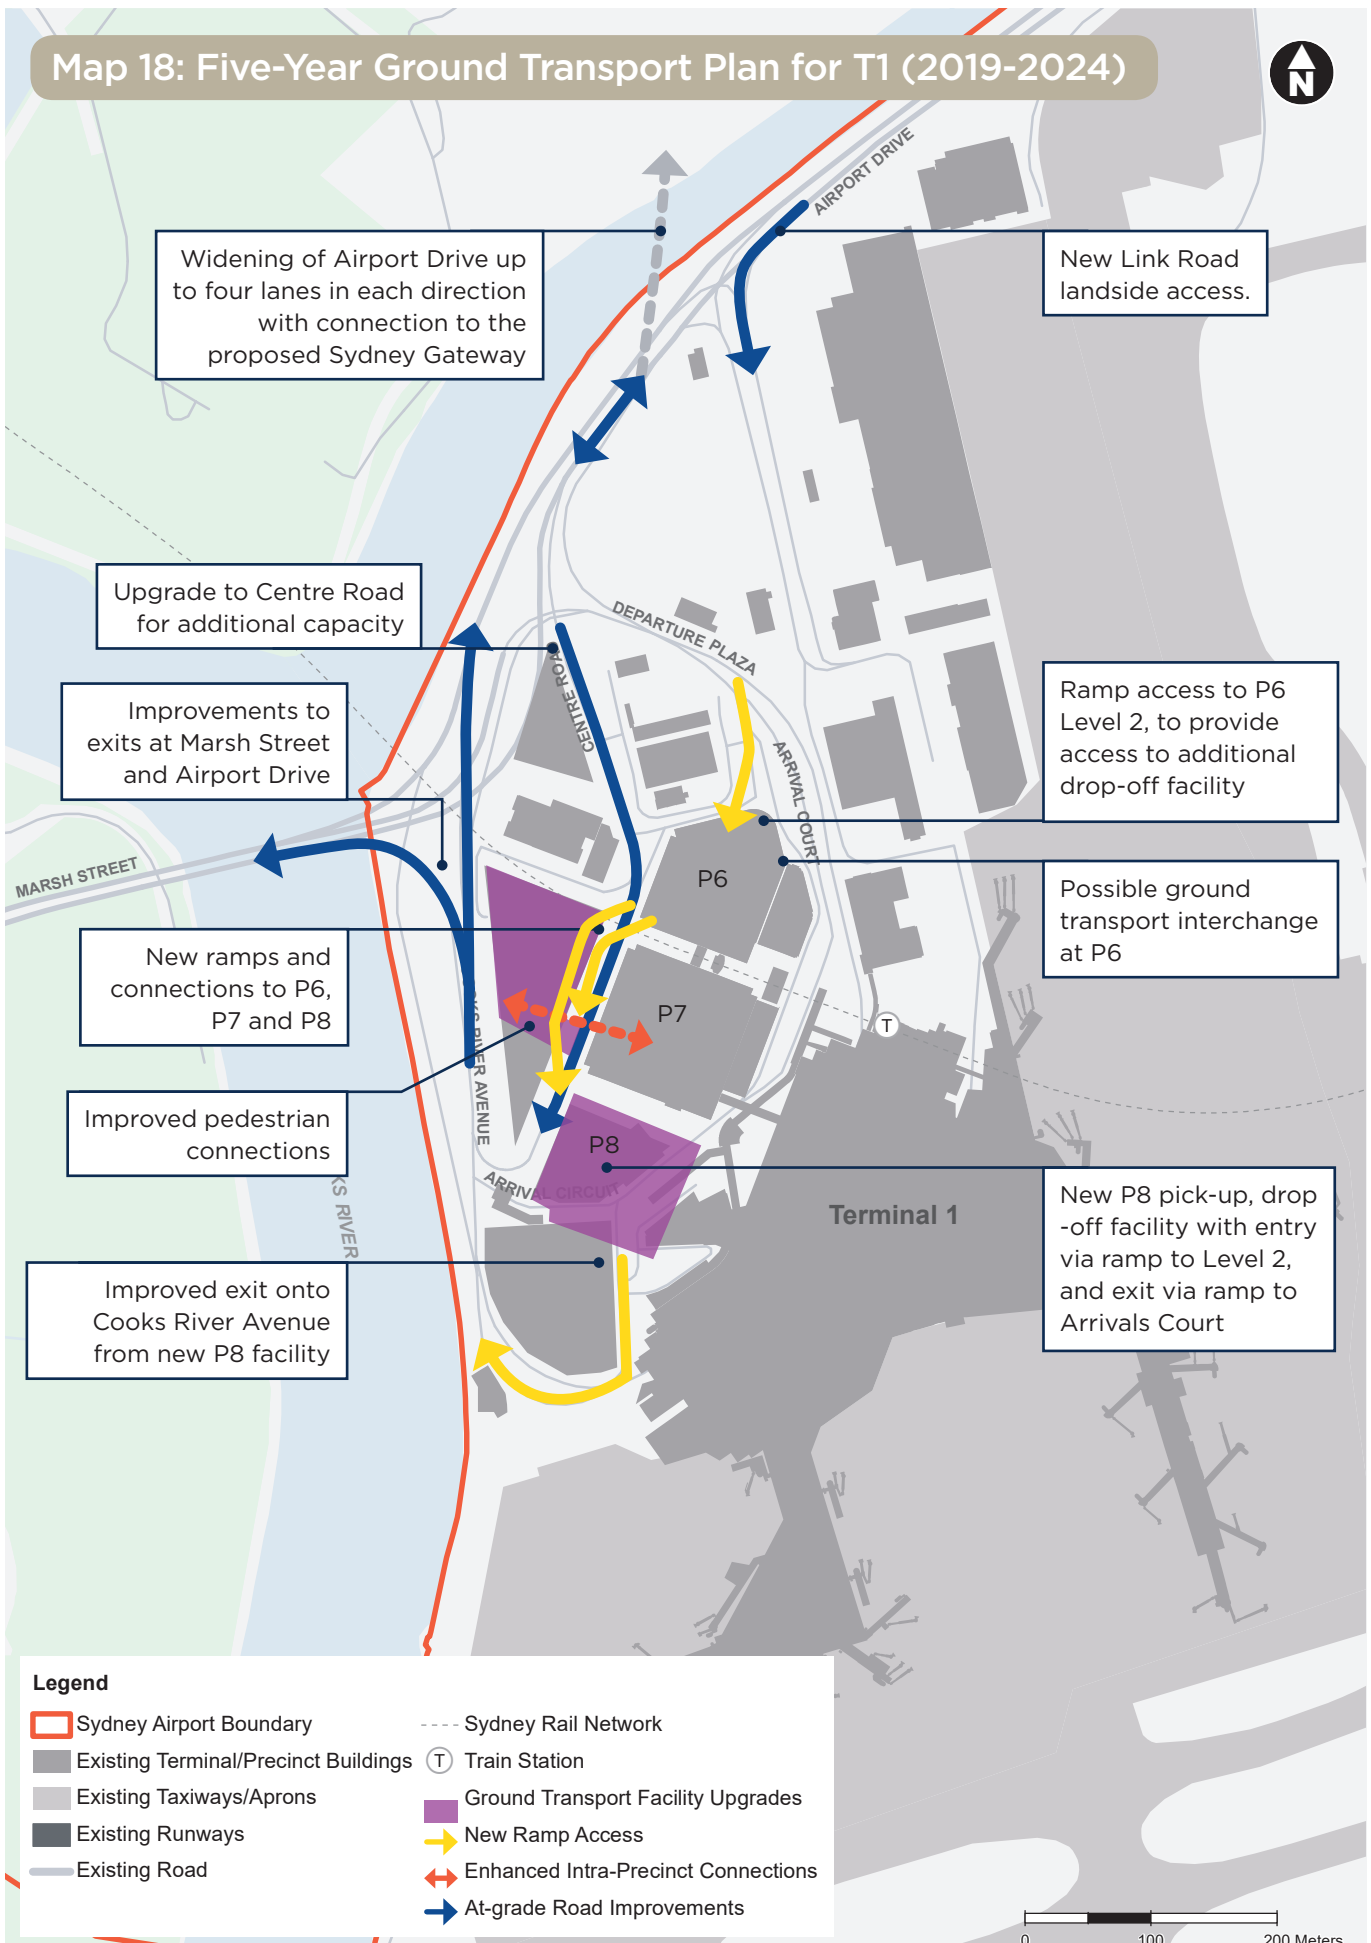 Map 18: Five-Year Ground Transport Plan for T1 (2019-2024)
N
AIRPORT DRIVE
Widening of Airport Drive up
to four lanes in each direction
with connection to the
proposed Sydney Gateway
New Link Road
landside access.
Upgrade to Centre Road
for additional capacity
DEPARTURE PLAZA
CENTRE ROA
Improvements to
exits at Marsh Street
and Airport Drive
Ramp access to P6
Level 2, to provide
access to additional
drop-off facility
ARRIVAL COURT
MARSH STREET
P6
Possible ground
transport interchange
at P6
New ramps and
connections to P6,
P7 and P8
P7
T
OKS RIVER AVENUE
Improved pedestrian
connections
P8
ARRIVAL CIRCUIT
KS RIVER
Terminal 1
New P8 pick-up, drop
-off facility with entry
via ramp to Level 2,
and exit via ramp to
Arrivals Court
Improved exit onto
Cooks River Avenue
from new P8 facility
Legend
Sydney Airport Boundary
Existing Terminal/Precinct Buildings
Existing Taxiways/Aprons
Existing Runways
Existing Road
Sydney Rail Network
T Train Station
Ground Transport Facility Upgrades
New Ramp Access
Enhanced Intra-Precinct Connections
At-grade Road Improvements
0 100 200 Meters